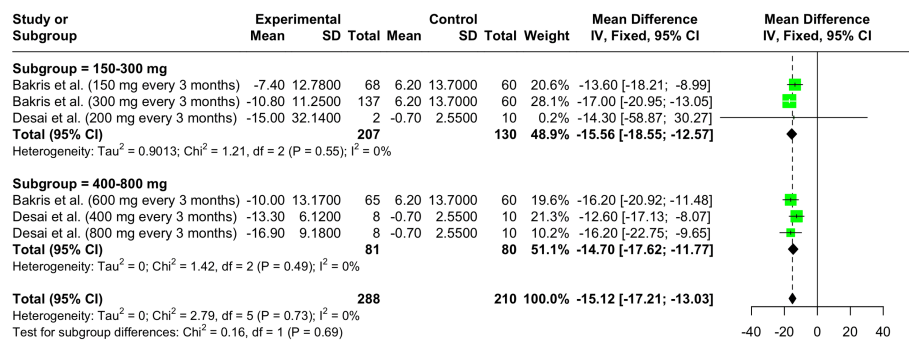 Study or Experimental Control Mean Difference Mean Difference
Subgroup Mean SD Total Mean SD Total Weight IV, Fixed, 95% CI IV, Fixed, 95% CI
Subgroup = 150-300 mg
Bakris et al. (150 mg every 3 months) -7.40 12.7800 68 6.20 13.7000 60 20.6% -13.60 [-18.21; -8.99]
Bakris et al. (300 mg every 3 months) -10.80 11.2500 137 6.20 13.7000 60 28.1% -17.00 [-20.95; -13.05]
Desai et al. (200 mg every 3 months) -15.00 32.1400 2 -0.70 2.5500 10 0.2% -14.30 [-58.87; 30.27]
Total (95% CI) 207 130 48.9% -15.56 [-18.55; -12.57]
Heterogeneity: Tau² = 0.9013; Chi² = 1.21, df = 2 (P = 0.55); I² = 0%
Subgroup = 400-800 mg
Bakris et al. (600 mg every 3 months) -10.00 13.1700 65 6.20 13.7000 60 19.6% -16.20 [-20.92; -11.48]
Desai et al. (400 mg every 3 months) -13.30 6.1200 8 -0.70 2.5500 10 21.3% -12.60 [-17.13; -8.07]
Desai et al. (800 mg every 3 months) -16.90 9.1800 8 -0.70 2.5500 10 10.2% -16.20 [-22.75; -9.65]
Total (95% CI) 81 80 51.1% -14.70 [-17.62; -11.77]
Heterogeneity: Tau² = 0; Chi² = 1.42, df = 2 (P = 0.49); I² = 0%
Total (95% CI) 288 210 100.0% -15.12 [-17.21; -13.03]
Heterogeneity: Tau² = 0; Chi² = 2.79, df = 5 (P = 0.73); I² = 0%
Test for subgroup differences: Chi² = 0.16, df = 1 (P = 0.69)
-40 -20 0 20 40